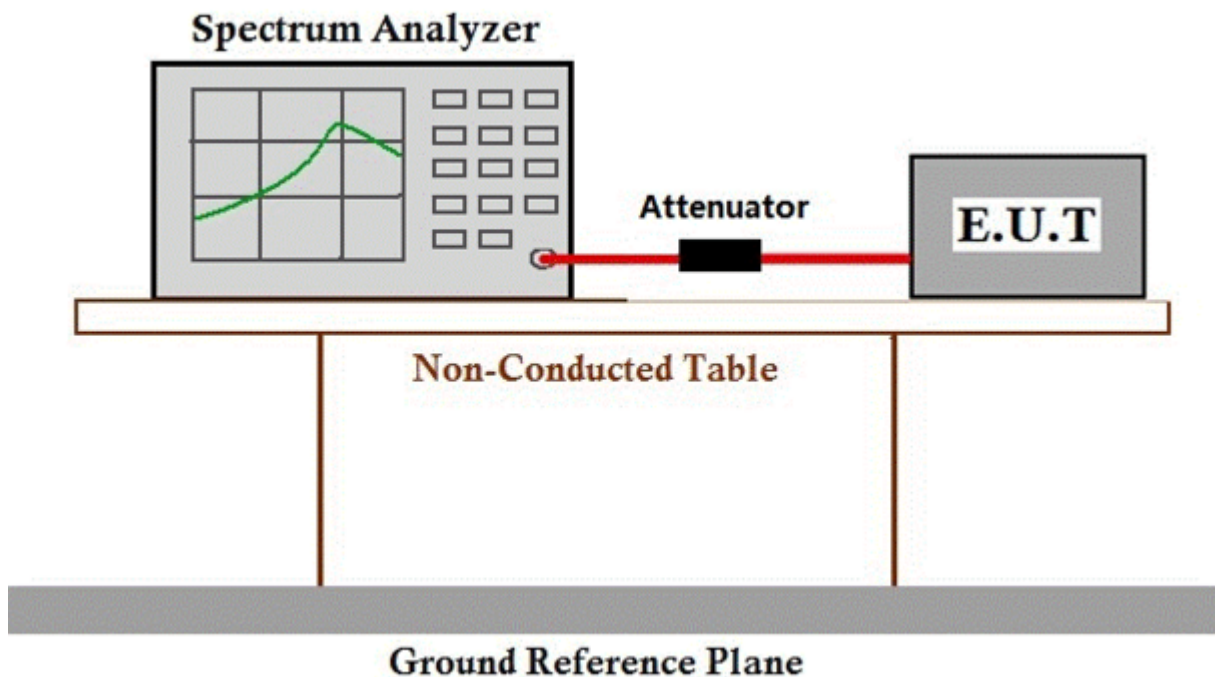 Spectrum Analyzer
Attenuator
E.U.T
Non-Conducted Table
Ground Reference Plane